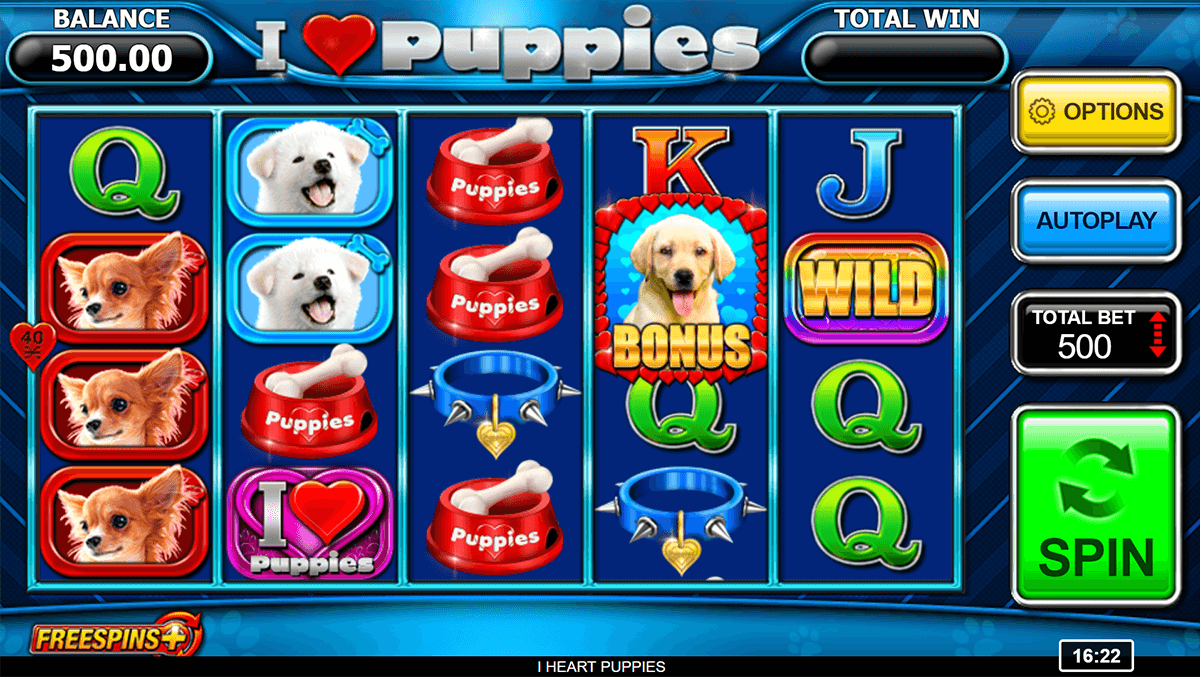 BALANCE
500.00
I Puppies
TOTAL WIN
OPTIONS
AUTOPLAY
TOTAL BET
500
SPIN
Q
Puppies
K
J
Puppies
BONUS
WILD
40
Puppies
Q
Q
I
Puppies
Puppies
Q
FREESPINS+
I HEART PUPPIES
16:22